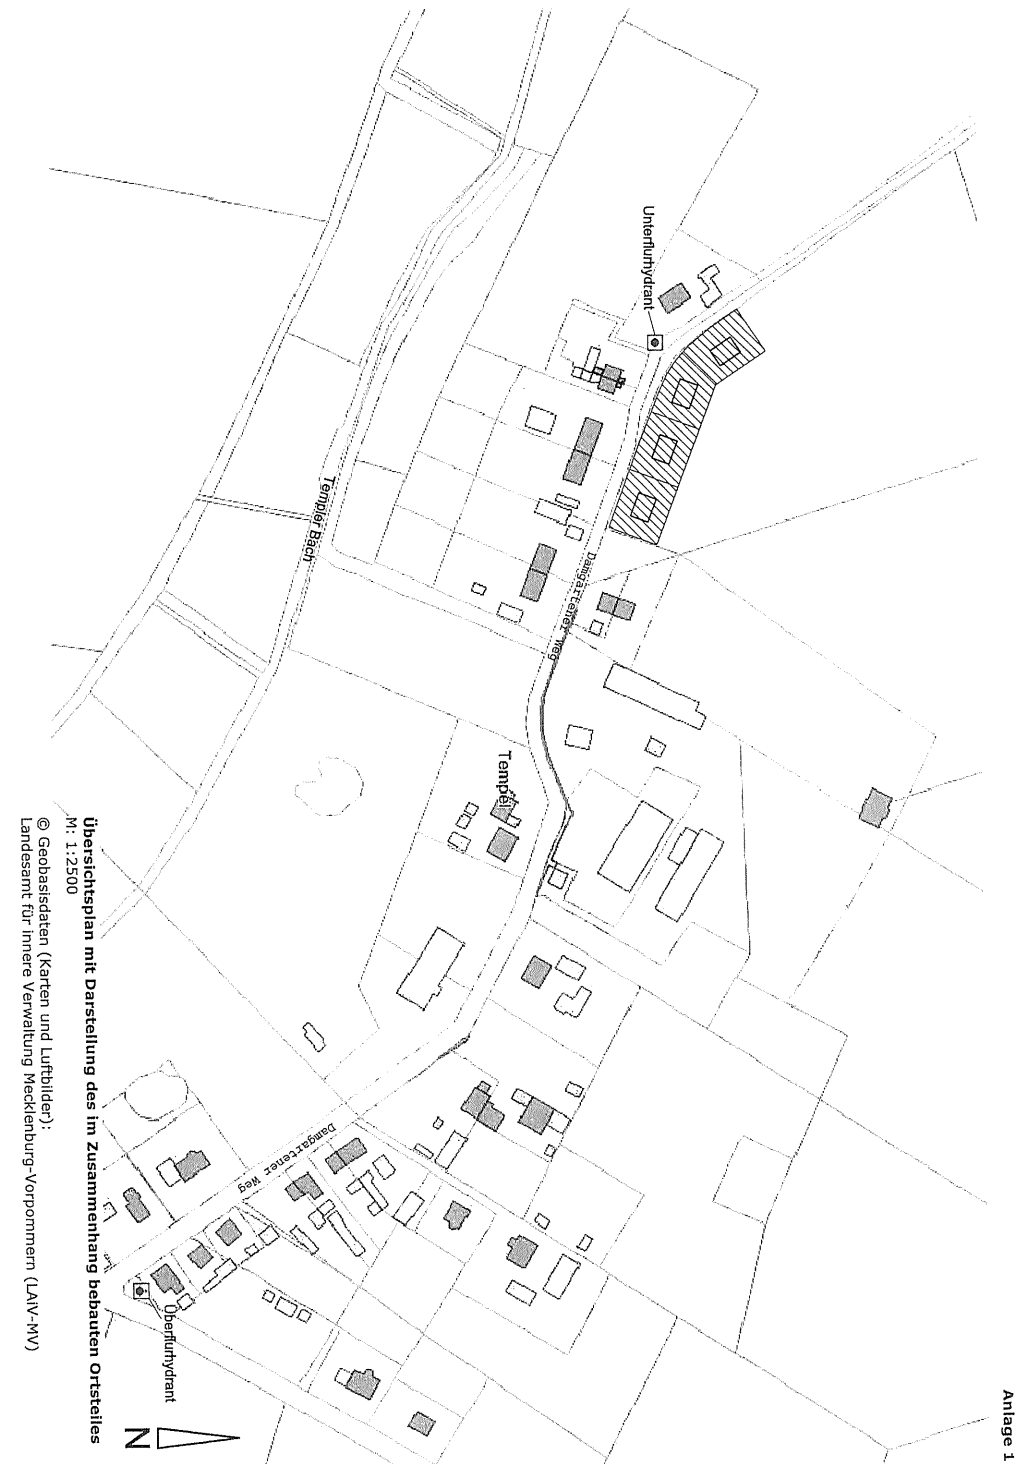 Anlage 1
Unterflurhydrant
Templer Bach
Damgartener Weg
Tempel
Damgartener Weg
Überflurhydrant
N
Übersichtsplan mit Darstellung des im Zusammenhang bebauten Ortsteiles
M: 1:2500
© Geobasisdaten (Karten und Luftbilder):
Landesamt für innere Verwaltung Mecklenburg-Vorpommern (LAiV-MV)